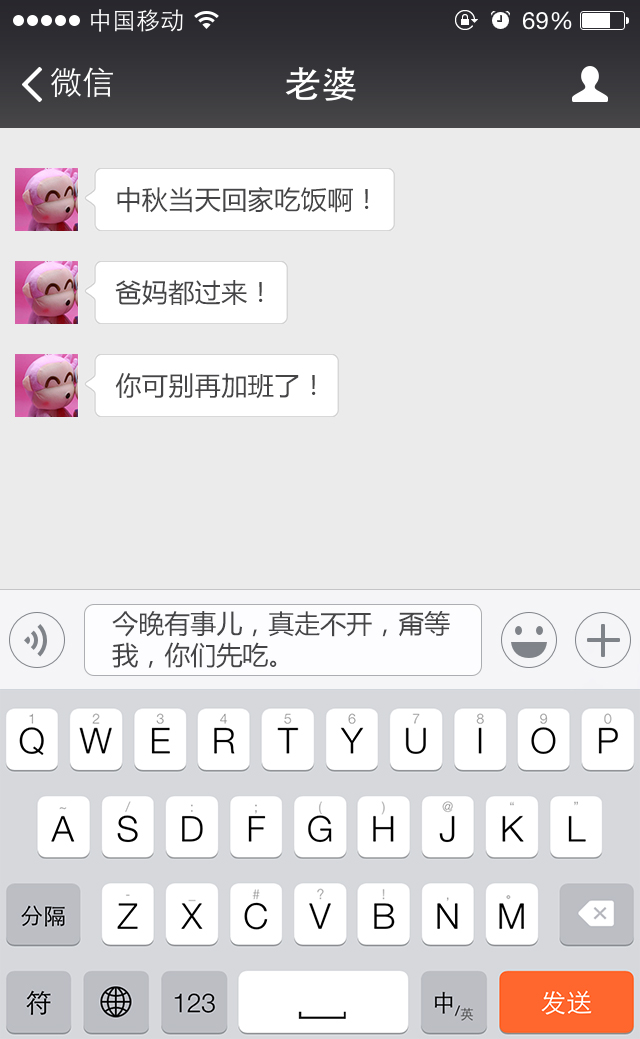 中国移动 69%
微信 老婆
中秋当天回家吃饭啊！
爸妈都过来！
你可别再加班了！
今晚有事儿，真走不开，甭等
我，你们先吃。
1 2 3 4 5 6 7 8 9 0
Q W E R T Y U I O P
~ / : ; ( ) @ “ ”
A S D F G H J K L
- _ # ? ! , 。
分隔 Z X C V B N M
符 123 中/英 发送